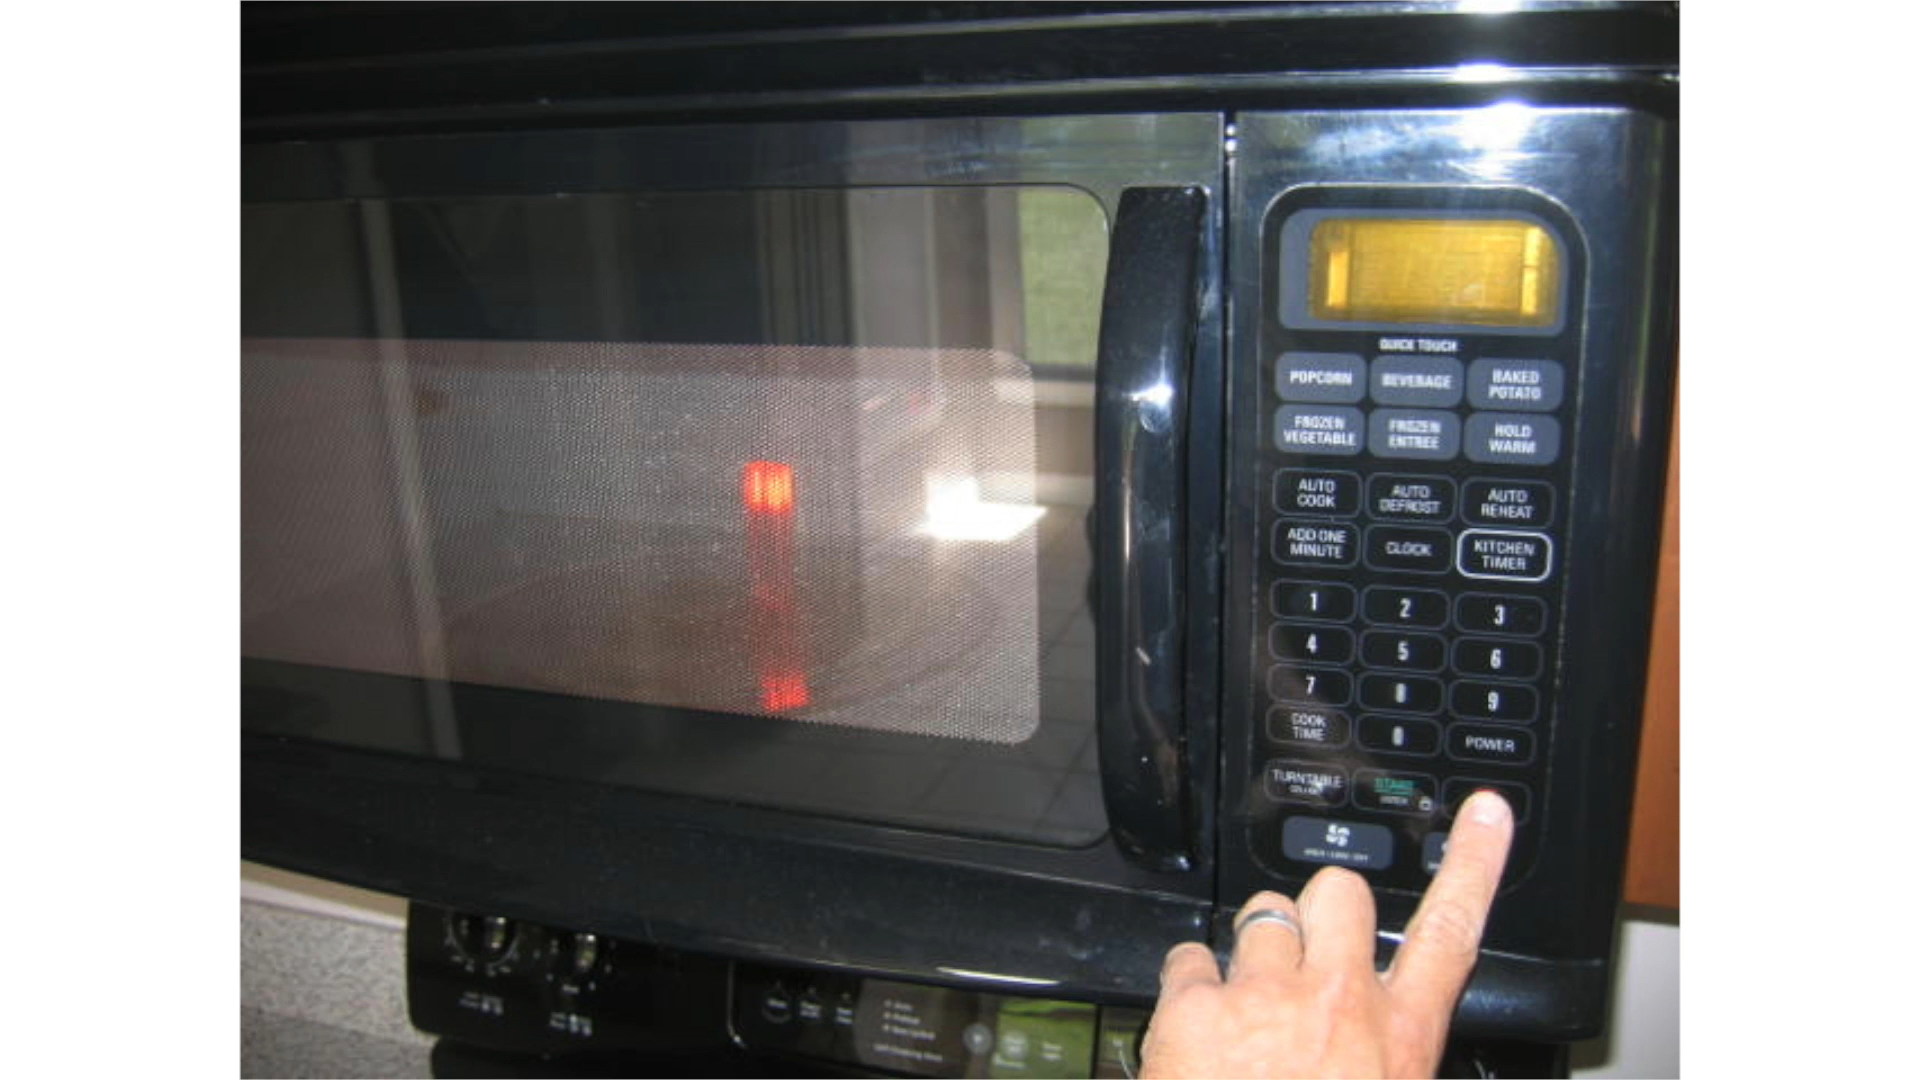 QUICK TOUCH
POPCORN
BEVERAGE
BAKED
POTATO
FROZEN
VEGETABLE
FROZEN
ENTREE
HOLD
WARM
AUTO
COOK
AUTO
DEFROST
AUTO
REHEAT
ADD ONE
MINUTE
CLOCK
KITCHEN
TIMER
1
2
3
4
5
6
7
8
9
COOK
TIME
0
POWER
TURNTABLE
START